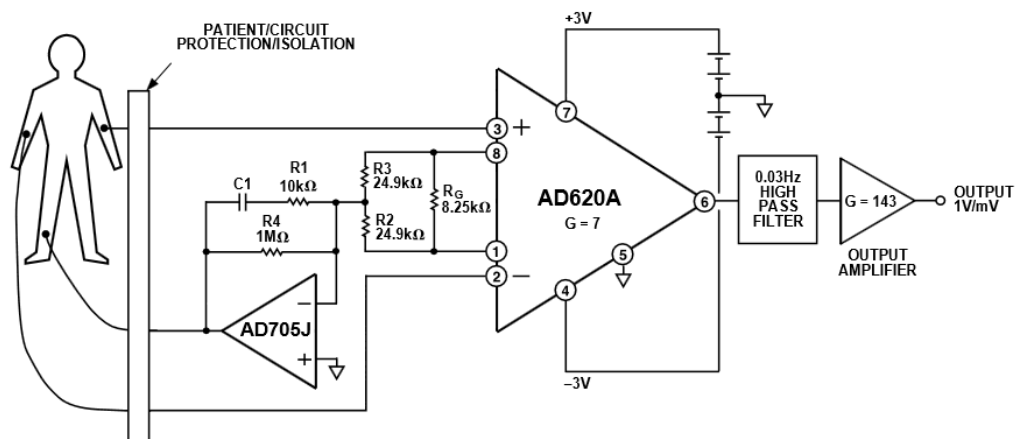 PATIENT/CIRCUIT
PROTECTION/ISOLATION
+3V
3
+
8
7
R1
10kΩ
C1
R3
24.9kΩ
RG
8.25kΩ
AD620A
G = 7
6
0.03Hz
HIGH
PASS
FILTER
G = 143
OUTPUT
1V/mV
R4
1MΩ
R2
24.9kΩ
1
5
OUTPUT
AMPLIFIER
2
–
4
–
AD705J
+
–3V